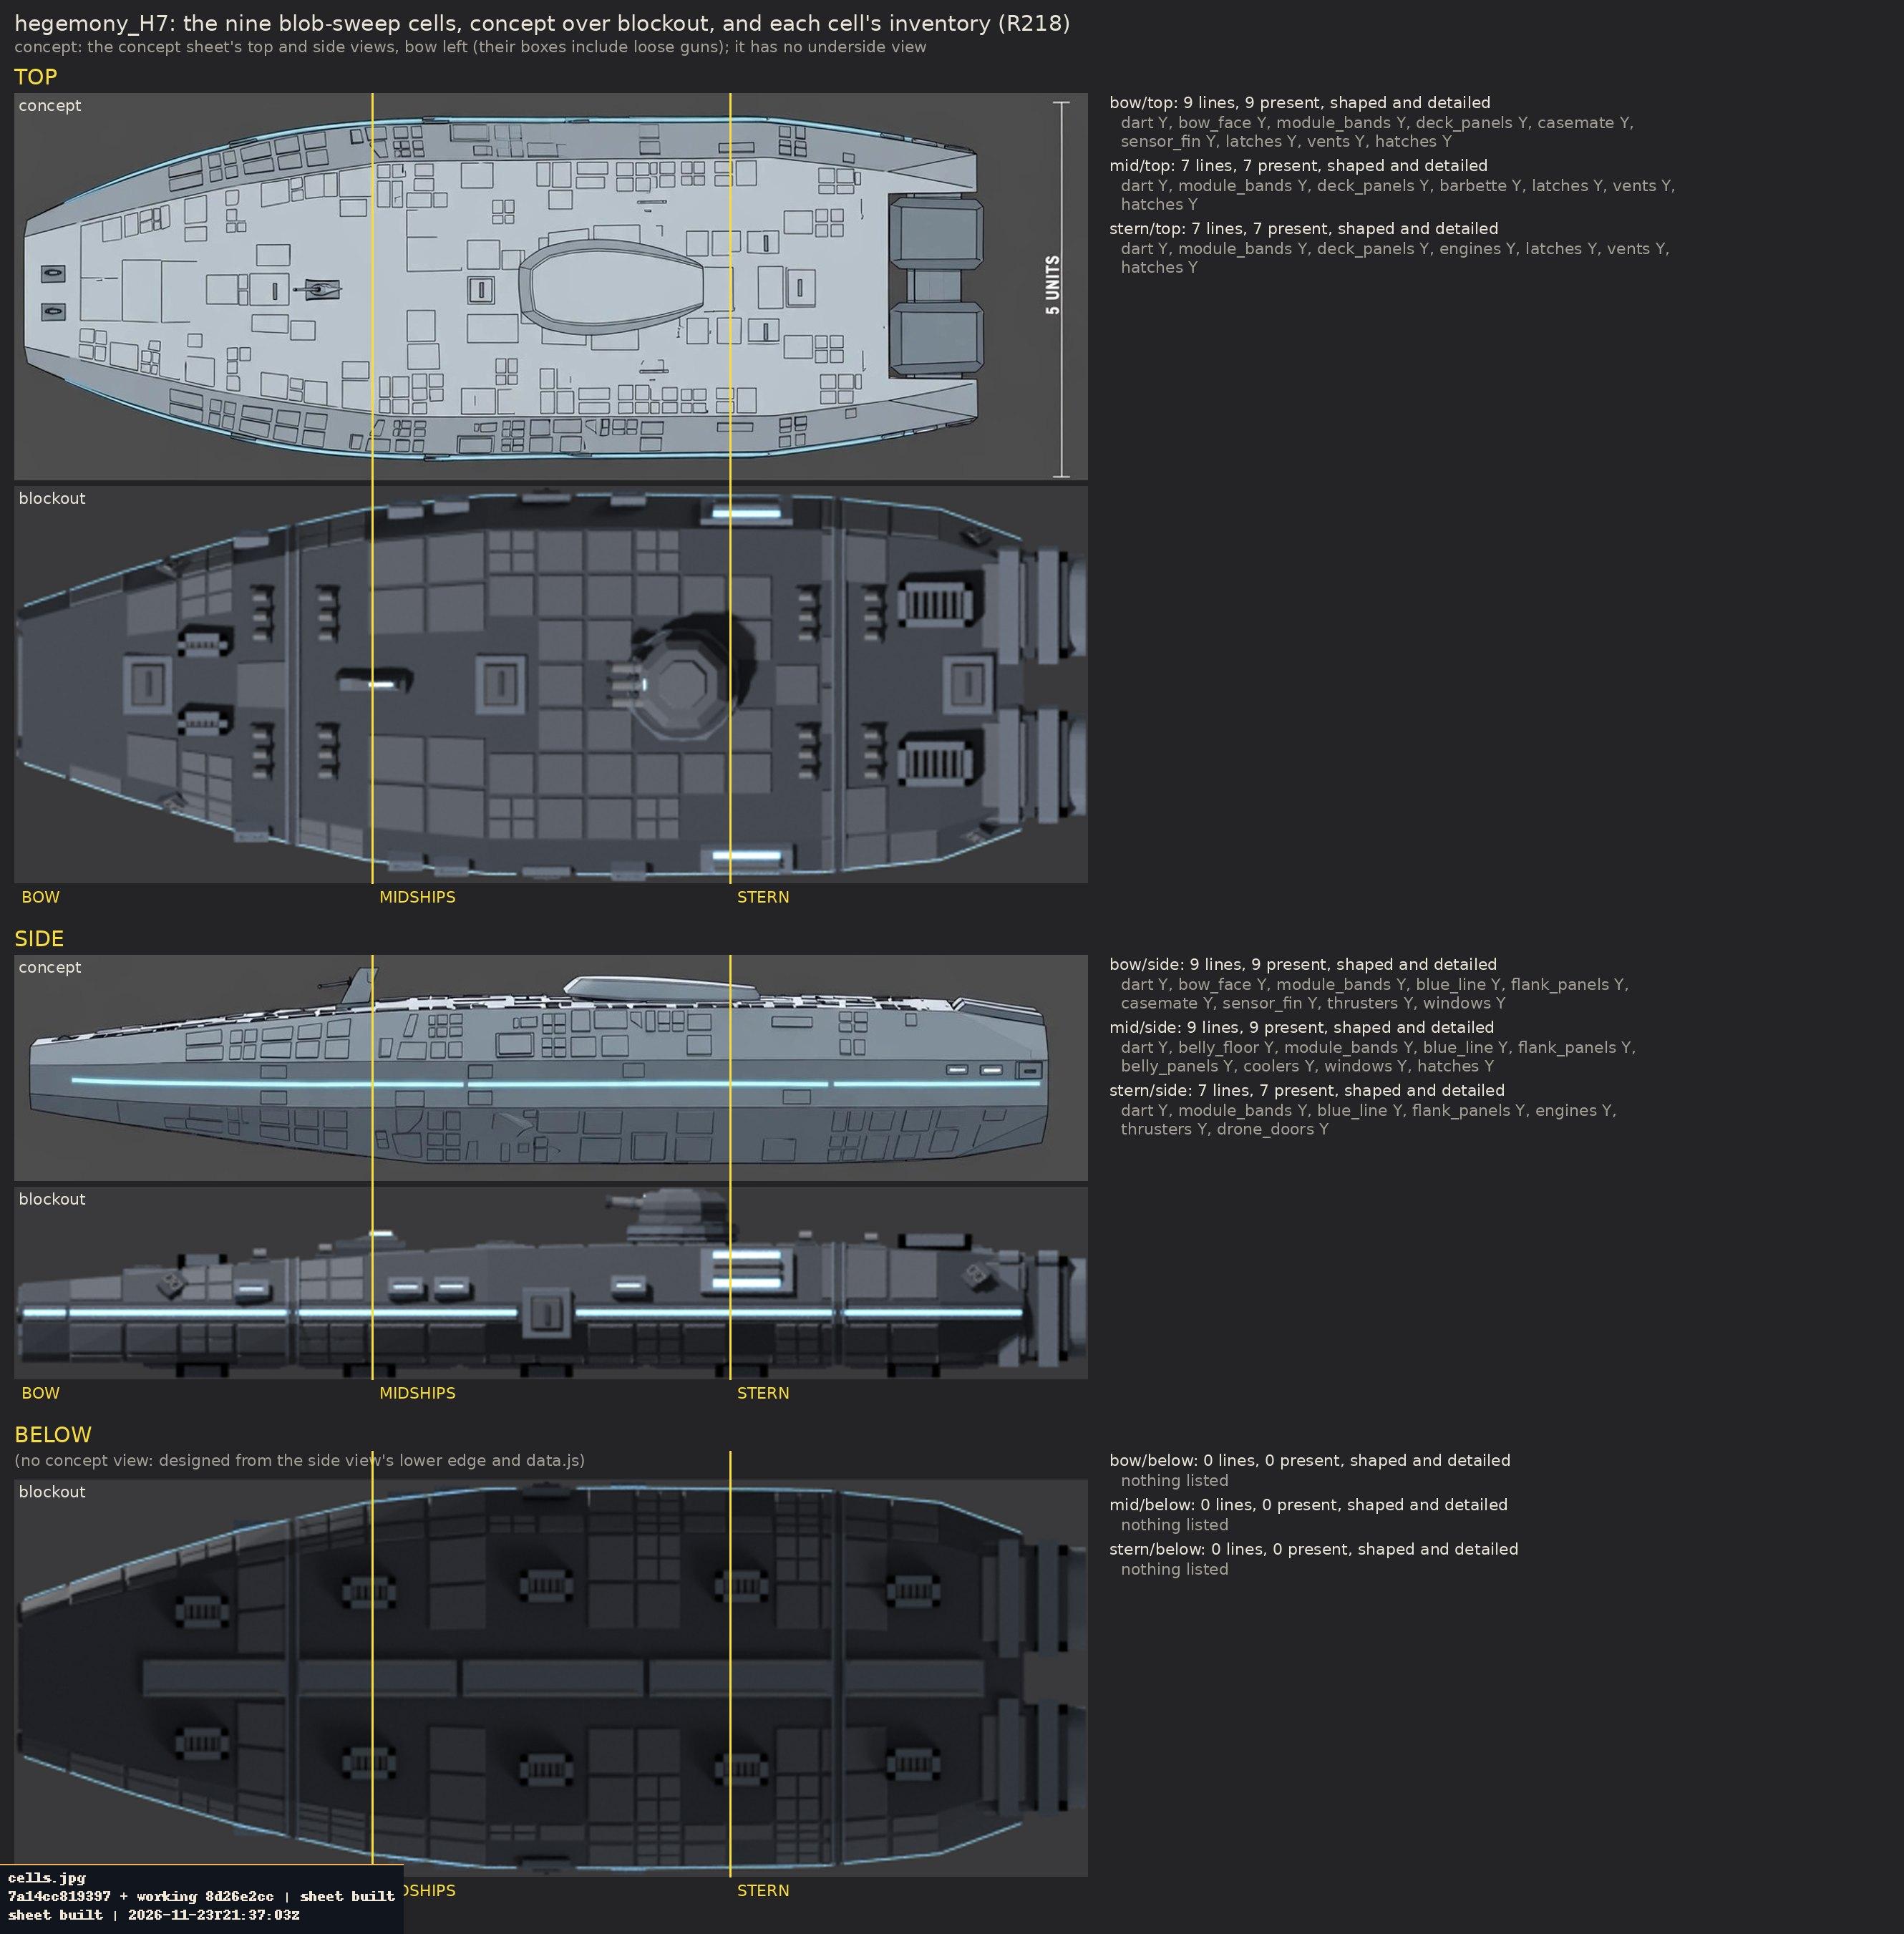 hegemony_H7: the nine blob-sweep cells, concept over blockout, and each cell's inventory (R218)
concept: the concept sheet's top and side views, bow left (their boxes include loose guns); it has no underside view
TOP
concept
5 UNITS
blockout
BOW
MIDSHIPS
STERN
bow/top: 9 lines, 9 present, shaped and detailed
dart Y, bow_face Y, module_bands Y, deck_panels Y, casemate Y,
sensor_fin Y, latches Y, vents Y, hatches Y
mid/top: 7 lines, 7 present, shaped and detailed
dart Y, module_bands Y, deck_panels Y, barbette Y, latches Y, vents Y,
hatches Y
stern/top: 7 lines, 7 present, shaped and detailed
dart Y, module_bands Y, deck_panels Y, engines Y, latches Y, vents Y,
hatches Y
SIDE
concept
blockout
BOW
MIDSHIPS
STERN
bow/side: 9 lines, 9 present, shaped and detailed
dart Y, bow_face Y, module_bands Y, blue_line Y, flank_panels Y,
casemate Y, sensor_fin Y, thrusters Y, windows Y
mid/side: 9 lines, 9 present, shaped and detailed
dart Y, belly_floor Y, module_bands Y, blue_line Y, flank_panels Y,
belly_panels Y, coolers Y, windows Y, hatches Y
stern/side: 7 lines, 7 present, shaped and detailed
dart Y, module_bands Y, blue_line Y, flank_panels Y, engines Y,
thrusters Y, drone_doors Y
BELOW
(no concept view: designed from the side view's lower edge and data.js)
blockout
bow/below: 0 lines, 0 present, shaped and detailed
nothing listed
mid/below: 0 lines, 0 present, shaped and detailed
nothing listed
stern/below: 0 lines, 0 present, shaped and detailed
nothing listed
DSHIPS
STERN
cells.jpg
7a14cc819397 + working 8d26e2cc | sheet built
sheet built | 2026-11-23T21:37:03Z